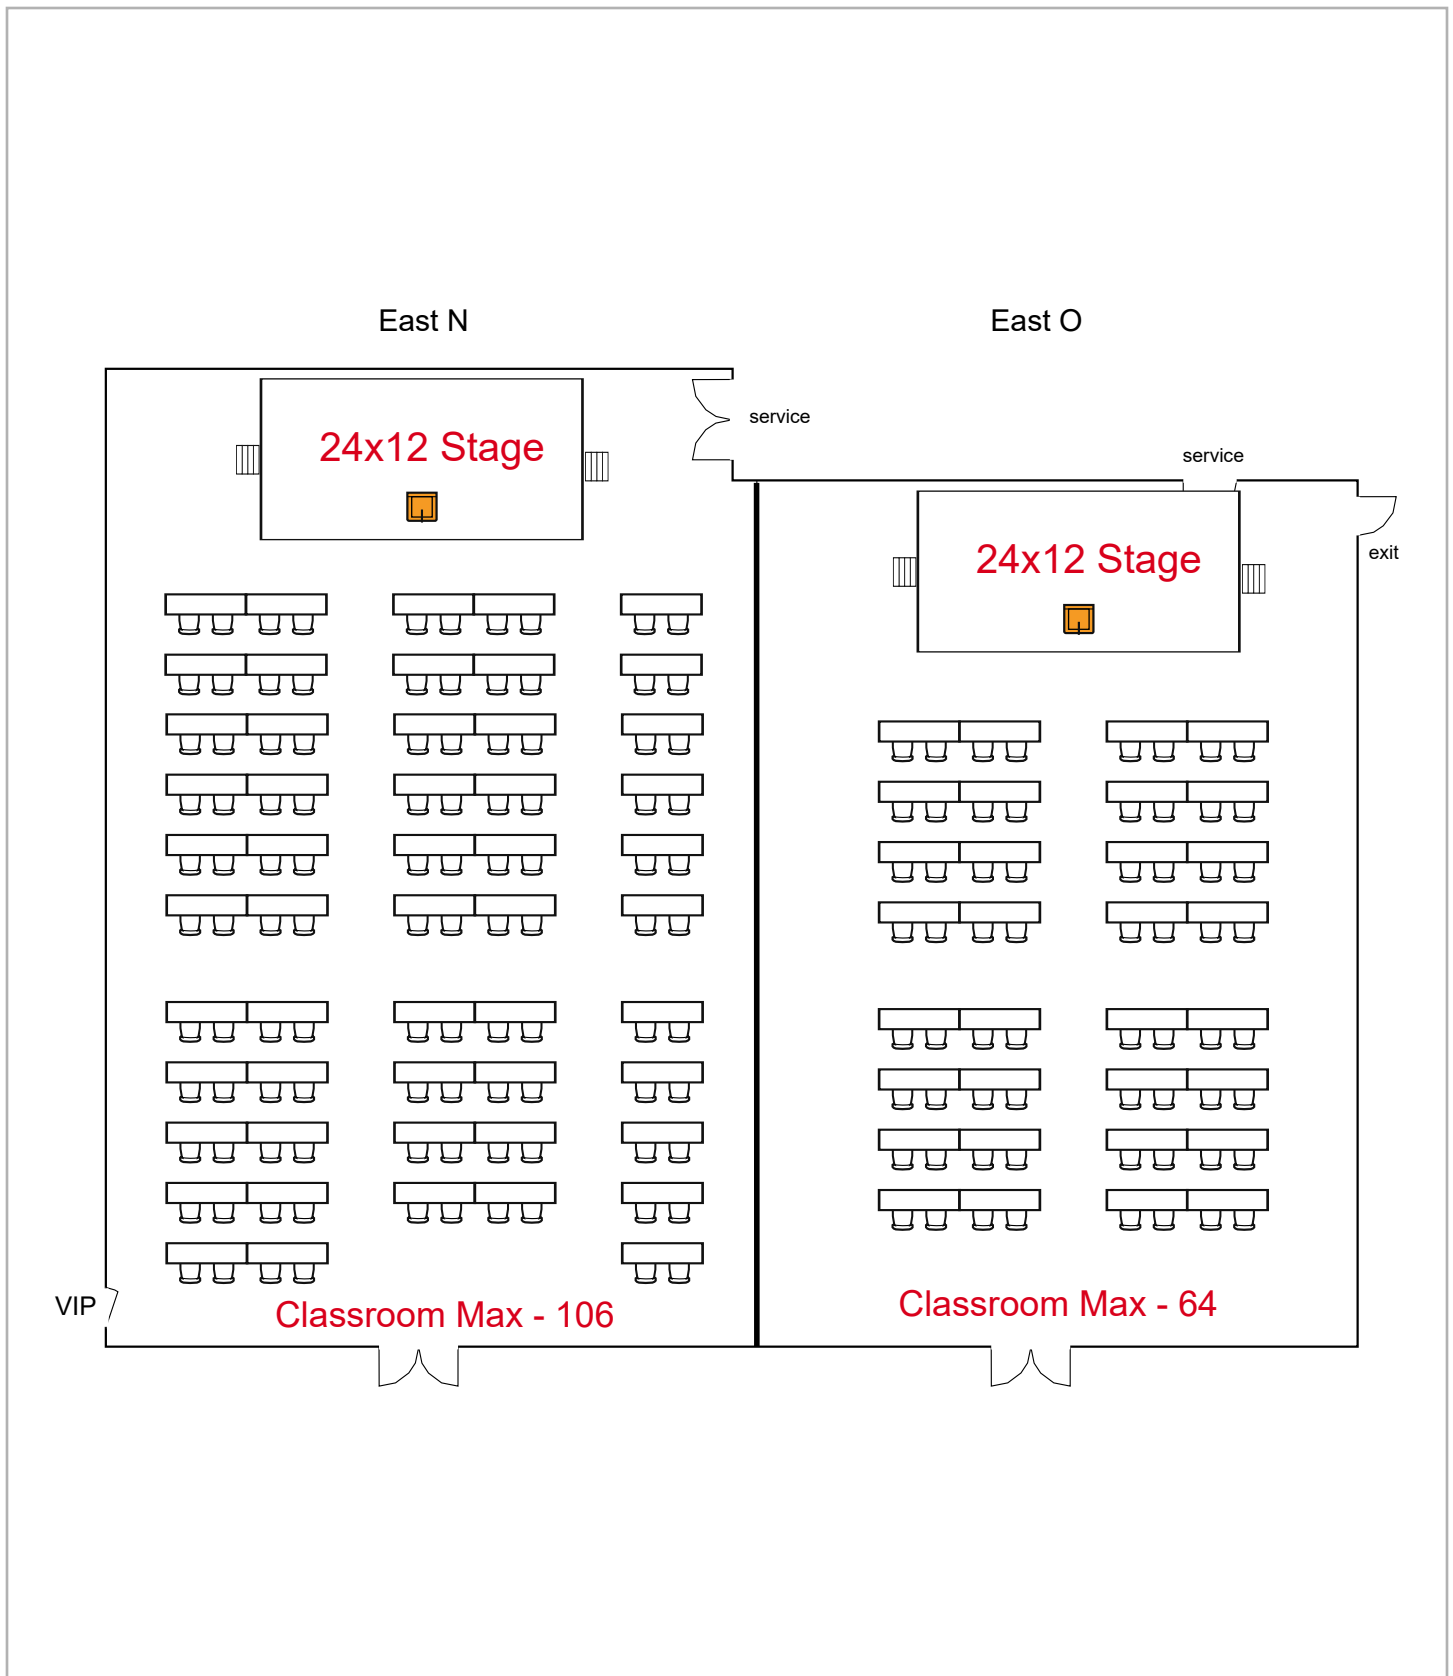 East N
East O
24x12 Stage
service
service
24x12 Stage
exit
VIP
Classroom Max - 106
Classroom Max - 64